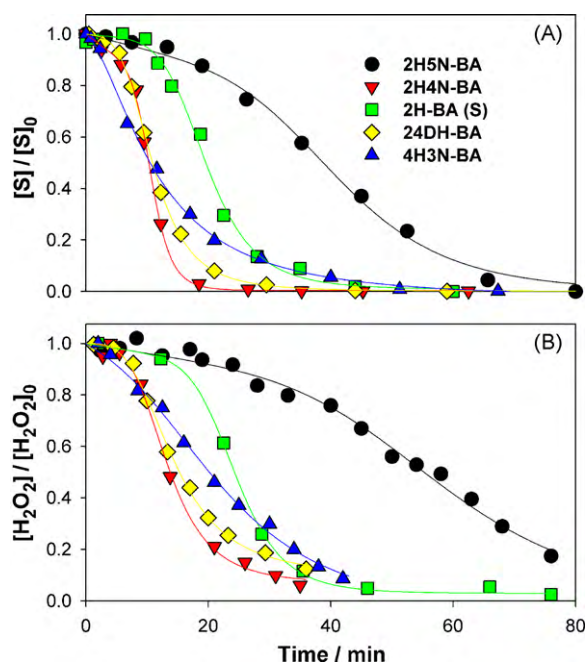 (A)
1.0
0.8
0.6
0.4
0.2
0.0
[S] / [S]0
2H5N-BA
2H4N-BA
2H-BA (S)
24DH-BA
4H3N-BA
(B)
1.0
0.8
0.6
0.4
0.2
0.0
[H2O2] / [H2O2]0
0 20 40 60 80
Time / min